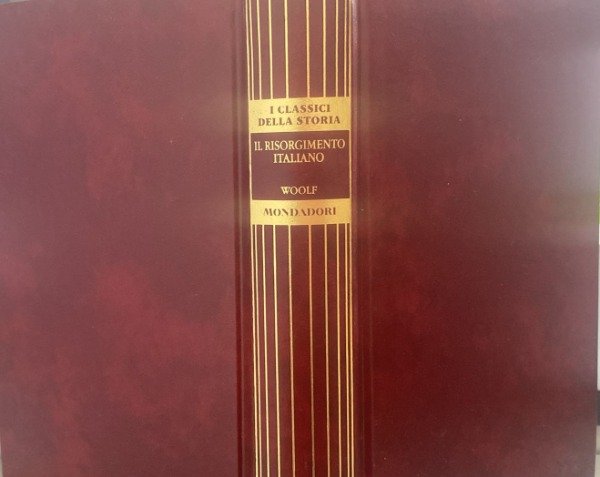 I CLASSICI
DELLA STORIA
IL RISORGIMENTO
ITALIANO
WOOLF
MONDADORI